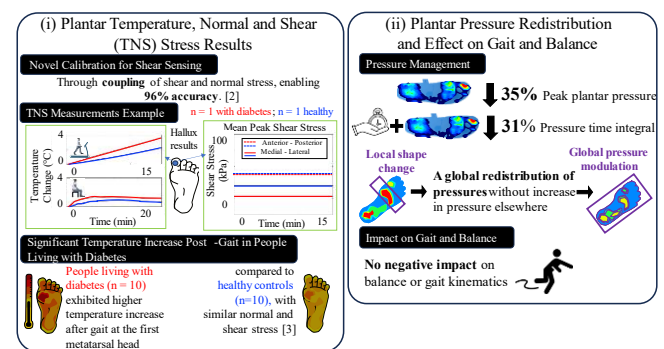 (i) Plantar Temperature, Normal and Shear
(TNS) Stress Results
Novel Calibration for Shear Sensing
Through coupling of shear and normal stress, enabling
96% accuracy. [2]
TNS Measurements Example
n = 1 with diabetes; n = 1 healthy
Temperature
Change (°C)
4
0
0
15
4
0
0
20
Time (min)
Hallux
results
Mean Peak Shear Stress
Anterior - Posterior
Medial - Lateral
Shear Stress
(kPa)
100
0
0
15
Time (min)
Significant Temperature Increase Post -Gait in People
Living with Diabetes
People living with
diabetes (n = 10)
exhibited higher
temperature increase
after gait at the first
metatarsal head
compared to
healthy controls
(n=10), with
similar normal and
shear stress [3]
(ii) Plantar Pressure Redistribution
and Effect on Gait and Balance
Pressure Management
35% Peak plantar pressure
+
31% Pressure time integral
Local shape
change
A global redistribution of
pressures without increase
in pressure elsewhere
Global pressure
modulation
Impact on Gait and Balance
No negative impact on
balance or gait kinematics